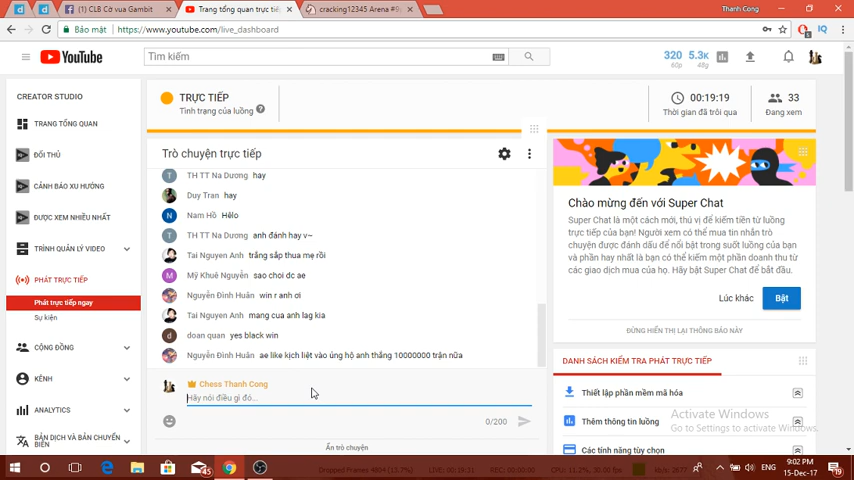 (1) CLB Cờ vua Gambit
Trang tổng quan trực tiế
cracking12345 Arena #9
Thanh Cong
Bảo mật
https://www.youtube.com/live_dashboard
YouTube
Tìm kiếm
320
60p
5.3K
48g
CREATOR STUDIO
TRANG TỔNG QUAN
ĐỐI THỦ
CẢNH BÁO XU HƯỚNG
ĐƯỢC XEM NHIỀU NHẤT
TRÌNH QUẢN LÝ VIDEO
PHÁT TRỰC TIẾP
Phát trực tiếp ngay
Sự kiện
CỘNG ĐỒNG
KÊNH
ANALYTICS
BẢN DỊCH VÀ BẢN CHUYỂN
BIÊN
TRỰC TIẾP
Tình trạng của luồng
00:19:19
Thời gian đã trôi qua
33
Đang xem
Trò chuyện trực tiếp
T TH TT Na Dương hay
Duy Tran hay
N Nam Hồ Hêlo
T TH TT Na Dương anh đánh hay v~
Tai Nguyen Anh trắng sắp thua mẹ rồi
M Mỹ Khuê Nguyễn sao choi dc ae
Nguyễn Đình Huân win r anh ơi
Tai Nguyen Anh mang cua anh lag kia
d doan quan yes black win
Nguyễn Đình Huân ae like kịch liệt vào ủng hộ anh thắng 10000000 trận nữa
Chess Thanh Cong
Hãy nói điều gì đó...
0/200
Ẩn trò chuyện
Chào mừng đến với Super Chat
Super Chat là một cách mới, thú vị để kiếm tiền từ luồng
trực tiếp của bạn! Người xem có thể mua tin nhắn trò
chuyện được đánh dấu để nổi bật trong suốt luồng của bạn
và phần hay nhất là bạn có thể kiếm một phần doanh thu từ
các giao dịch mua của họ. Hãy bật Super Chat để bắt đầu.
Lúc khác
Bật
ĐỪNG HIỂN THỊ LẠI THÔNG BÁO NÀY
DANH SÁCH KIỂM TRA PHÁT TRỰC TIẾP
Thiết lập phần mềm mã hóa
Thêm thông tin luồng
Các tính năng tùy chọn
Activate Windows
Go to Settings to activate Windows.
45
ENG
9:02 PM
15-Dec-17
19